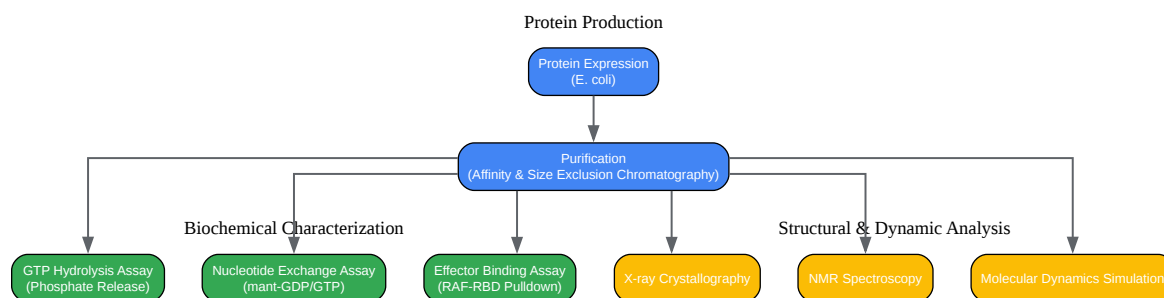 Protein Production
Protein Expression
(E. coli)
Purification
(Affinity & Size Exclusion Chromatography)
Biochemical Characterization
Structural & Dynamic Analysis
GTP Hydrolysis Assay
(Phosphate Release)
Nucleotide Exchange Assay
(mant-GDP/GTP)
Effector Binding Assay
(RAF-RBD Pulldown)
X-ray Crystallography
NMR Spectroscopy
Molecular Dynamics Simulation